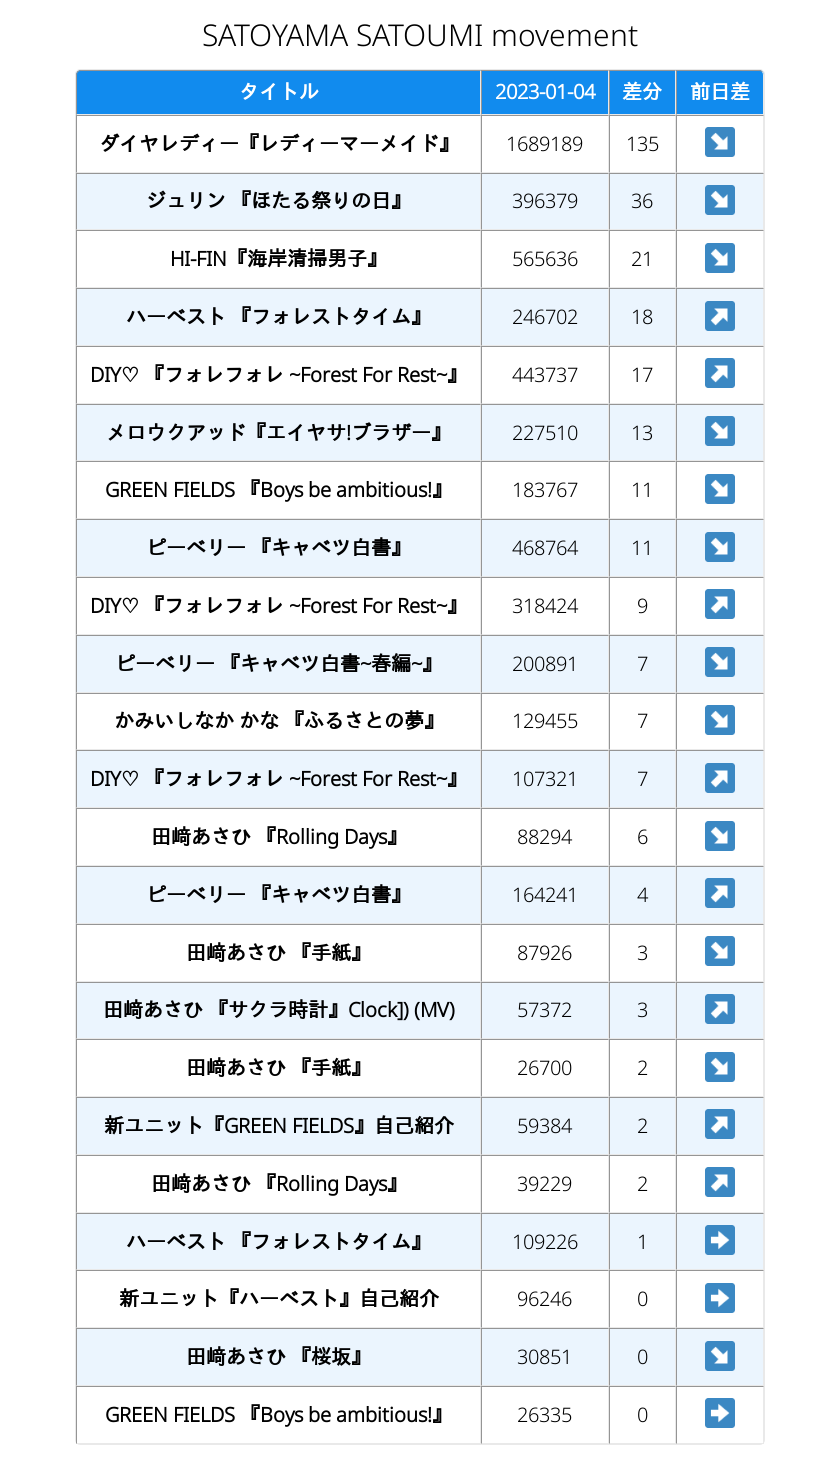 SATOYAMA SATOUMI movement
タイトル 2023-01-04 差分 前日差
ダイヤレディー『レディーマーメイド』 1689189 135 ↘
ジュリン 『ほたる祭りの日』 396379 36 ↘
HI-FIN『海岸清掃男子』 565636 21 ↘
ハーベスト 『フォレストタイム』 246702 18 ↗
DIY♡ 『フォレフォレ ~Forest For Rest~』 443737 17 ↗
メロウクアッド『エイヤサ!ブラザー』 227510 13 ↘
GREEN FIELDS 『Boys be ambitious!』 183767 11 ↘
ピーベリー 『キャベツ白書』 468764 11 ↘
DIY♡ 『フォレフォレ ~Forest For Rest~』 318424 9 ↗
ピーベリー 『キャベツ白書~春編~』 200891 7 ↘
かみいしなか かな 『ふるさとの夢』 129455 7 ↘
DIY♡ 『フォレフォレ ~Forest For Rest~』 107321 7 ↗
田﨑あさひ 『Rolling Days』 88294 6 ↘
ピーベリー 『キャベツ白書』 164241 4 ↗
田﨑あさひ 『手紙』 87926 3 ↘
田﨑あさひ 『サクラ時計』Clock]) (MV) 57372 3 ↗
田﨑あさひ 『手紙』 26700 2 ↘
新ユニット『GREEN FIELDS』自己紹介 59384 2 ↗
田﨑あさひ 『Rolling Days』 39229 2 ↗
ハーベスト 『フォレストタイム』 109226 1 ➡
新ユニット『ハーベスト』自己紹介 96246 0 ➡
田﨑あさひ 『桜坂』 30851 0 ↘
GREEN FIELDS 『Boys be ambitious!』 26335 0 ➡